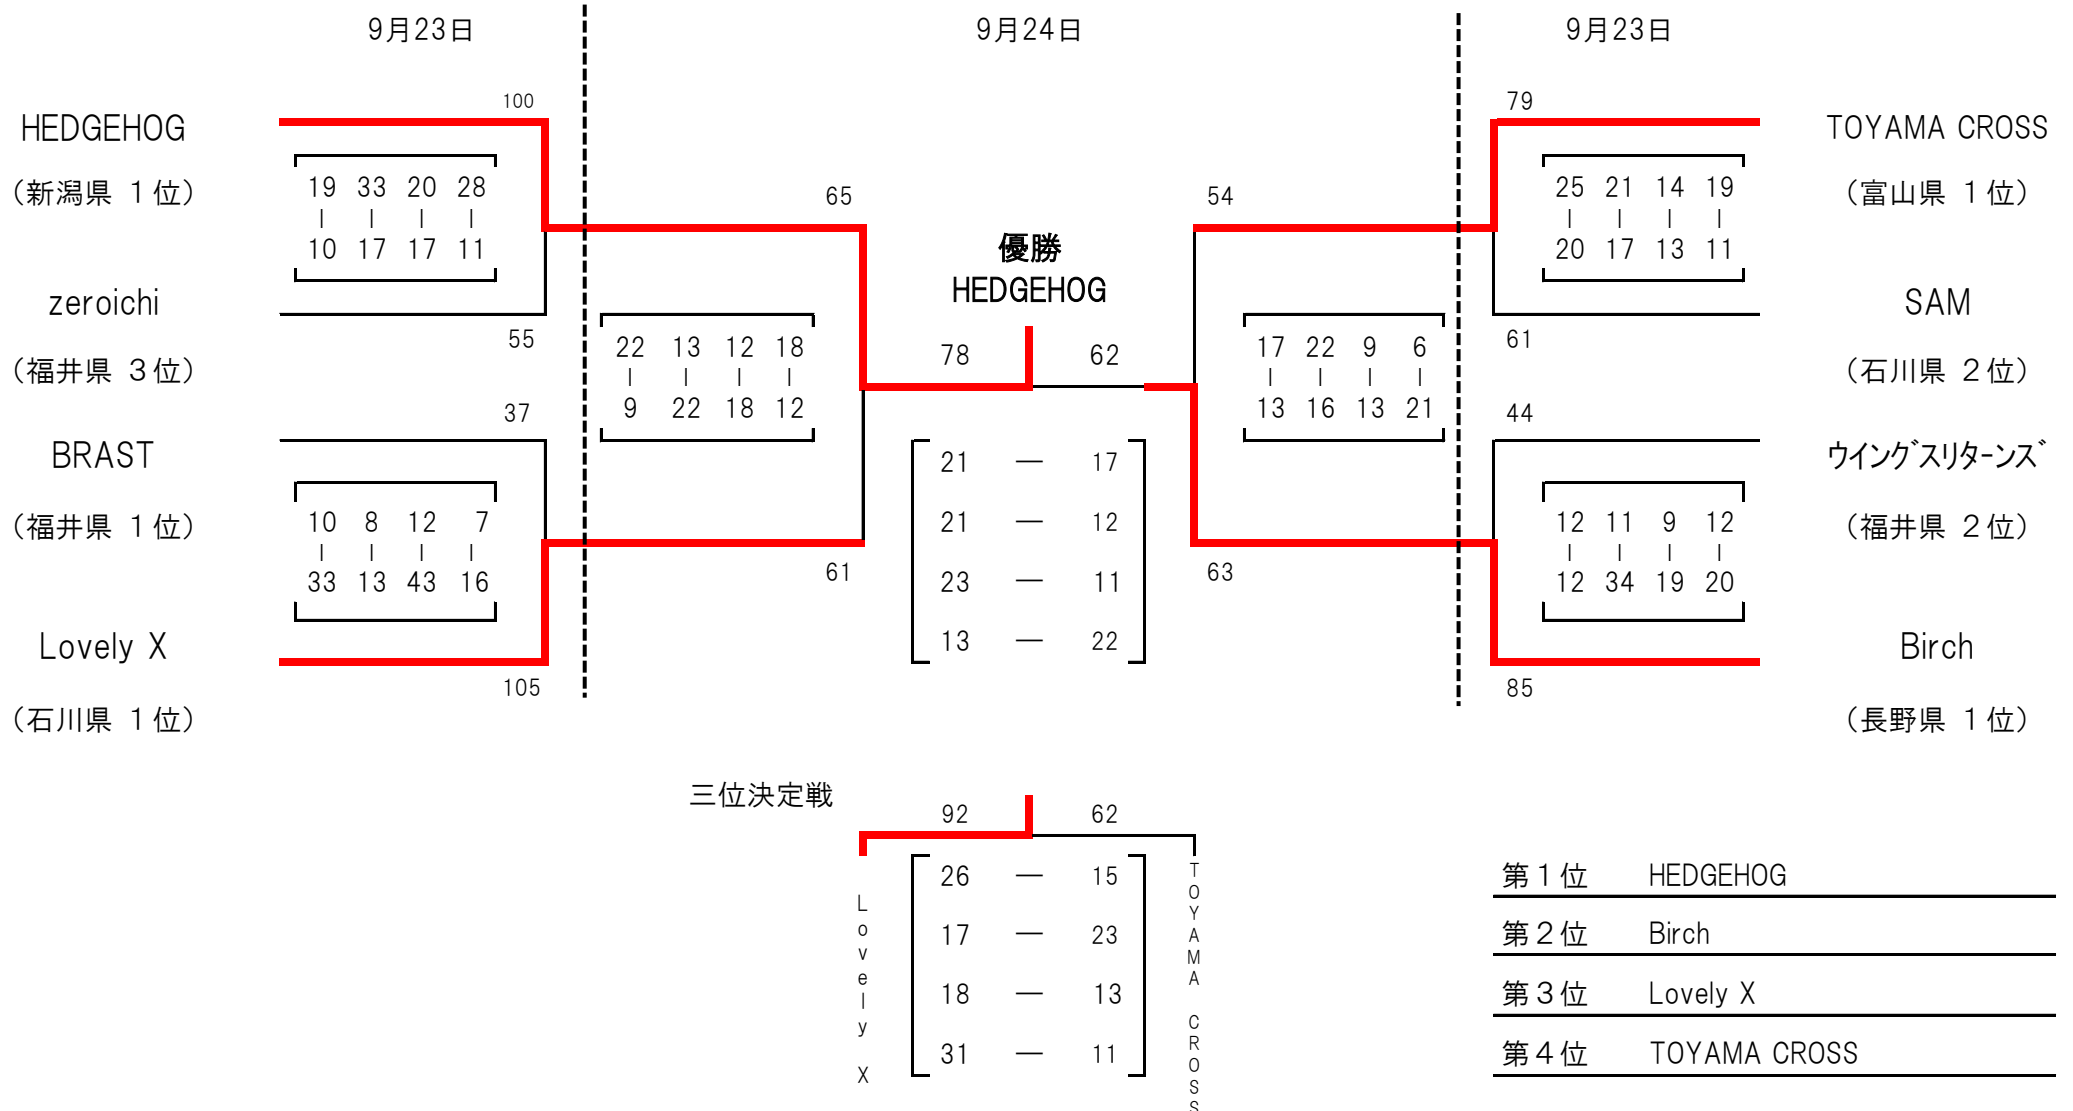 9月23日 9月24日 9月23日
100 79
HEDGEHOG TOYAMA CROSS
（新潟県 １位） 19 33 20 28 65 54 25 21 14 19 （富山県 １位）
| | | | | | | |
10 17 17 11 優勝 20 17 13 11
HEDGEHOG
zeroichi SAM
55 22 13 12 18 78 62 17 22 9 6 61
（福井県 ３位） | | | | | | | | （石川県 ２位）
37 9 22 18 12 13 16 13 21 44
BRAST 21 ― 17 ｳｲﾝｸﾞｽﾘﾀｰﾝｽﾞ
（福井県 １位） 10 8 12 7 21 ― 12 12 11 9 12 （福井県 ２位）
| | | | | | | |
33 13 43 16 61 23 ― 11 63 12 34 19 20
Lovely X 13 ― 22 Birch
105 85
（石川県 １位） （長野県 １位）
三位決定戦 92 62
26 ― 15
17 ― 23
18 ― 13
31 ― 11
Lovely X
TOYAMA CROSS
第１位 HEDGEHOG
第２位 Birch
第３位 Lovely X
第４位 TOYAMA CROSS